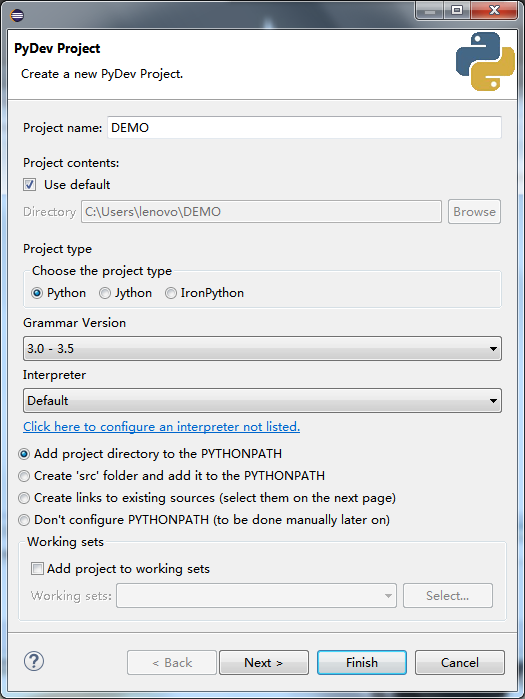 PyDev Project
Create a new PyDev Project.
Project name: DEMO
Project contents:
Use default
Directory C:\Users\lenovo\DEMO Browse
Project type
Choose the project type
Python Jython IronPython
Grammar Version
3.0 - 3.5
Interpreter
Default
Click here to configure an interpreter not listed.
Add project directory to the PYTHONPATH
Create 'src' folder and add it to the PYTHONPATH
Create links to existing sources (select them on the next page)
Don't configure PYTHONPATH (to be done manually later on)
Working sets
Add project to working sets
Working sets: Select...
? < Back Next > Finish Cancel